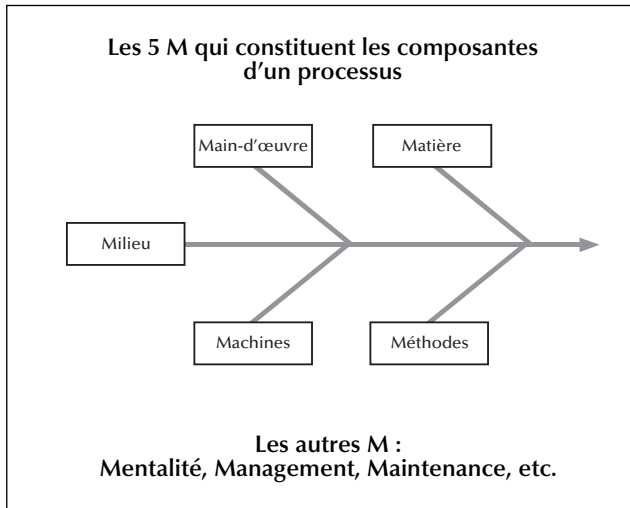 Les 5 M qui constituent les composantes
d’un processus
Main-d’œuvre
Matière
Milieu
Machines
Méthodes
Les autres M :
Mentalité, Management, Maintenance, etc.